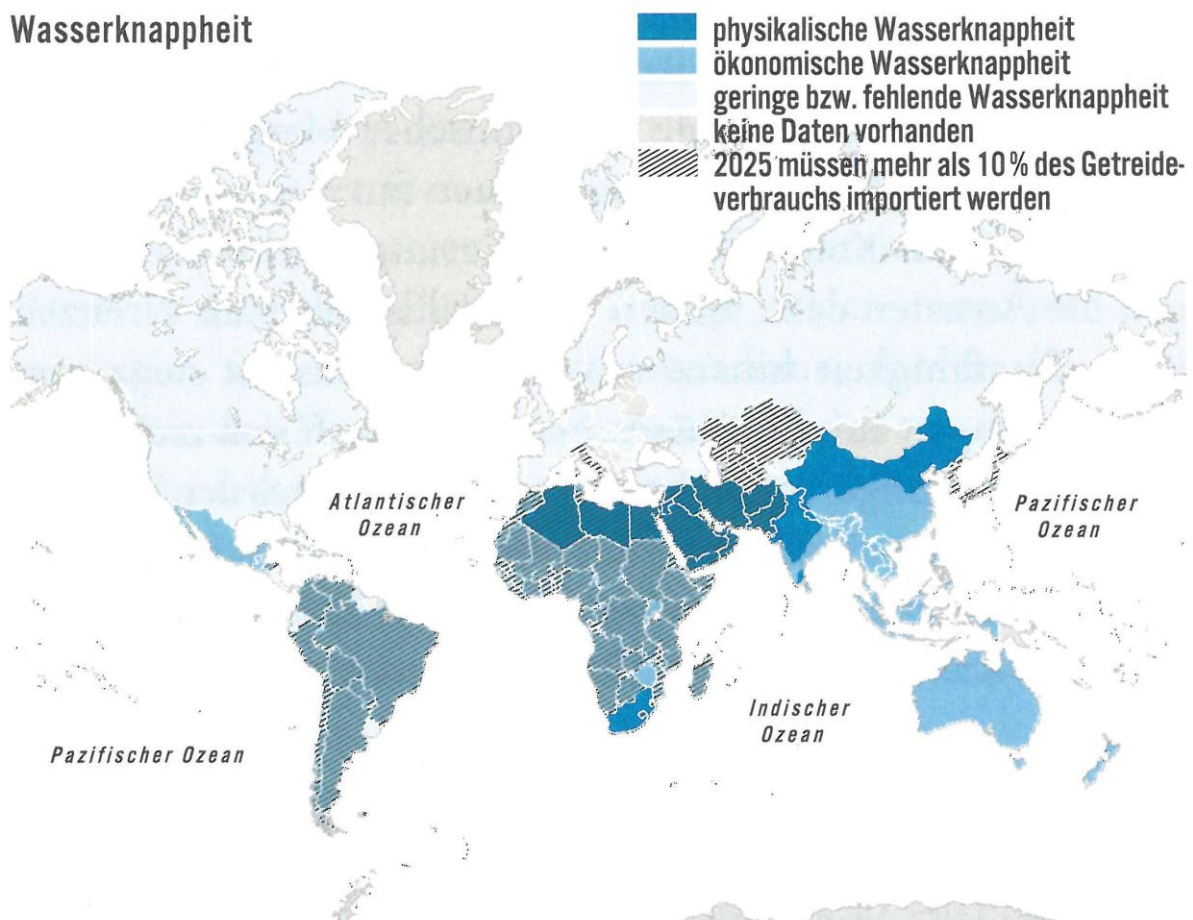 Wasserknappheit
physikalische Wasserknappheit
ökonomische Wasserknappheit
geringe bzw. fehlende Wasserknappheit
keine Daten vorhanden
2025 müssen mehr als 10 % des Getreide-
verbrauchs importiert werden
Atlantischer
Ozean
Pazifischer
Ozean
Indischer
Ozean
Pazifischer Ozean